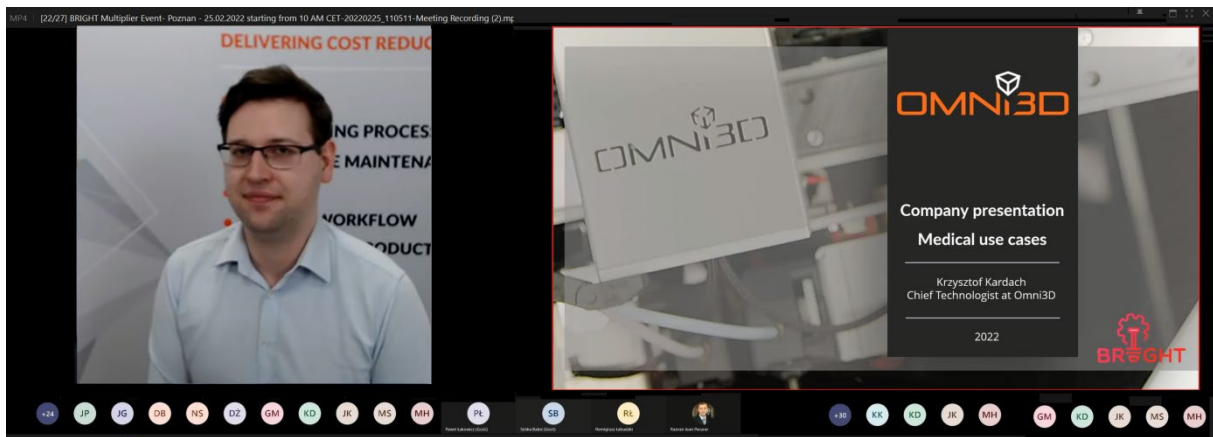 MP4 [22/27] BRIGHT Multiplier Event- Poznan - 25.02.2022 starting from 10 AM CET-20220225_110511-Meeting Recording (2).mp
DELIVERING COST REDUC
NG PROCES
E MAINTENA
WORKFLOW
ODUCT
OMNI3D
OMNI3D
Company presentation
Medical use cases
Krzysztof Kardach
Chief Technologist at Omni3D
2022
BRIGHT
+24 JP JG DB NS DŻ GM KD JK MS MH PŁ SB RŁ +30 KK KD JK MH GM KD JK MS MH